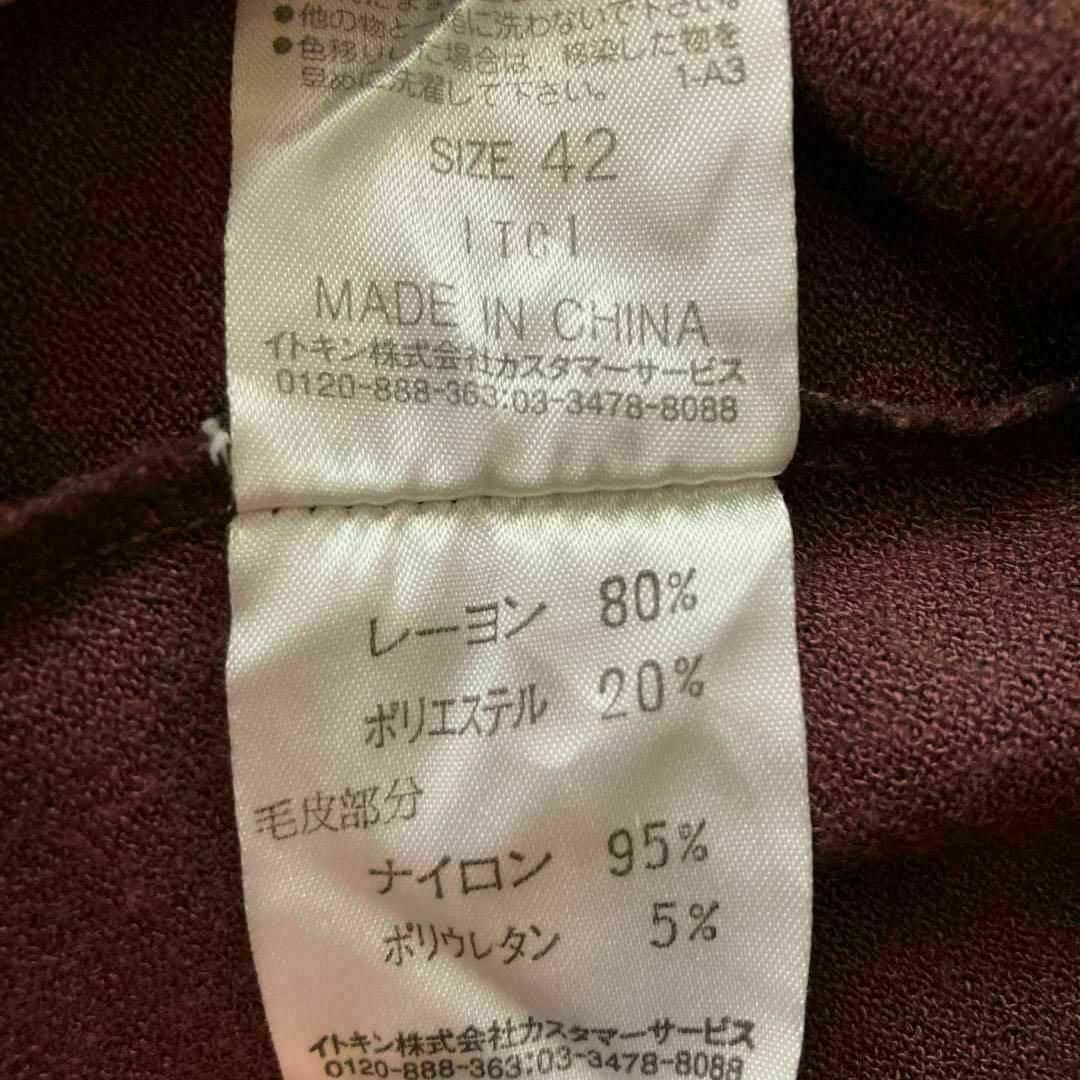 ●他の物と一緒に洗わないで下さい。
●色移りした場合は、移染した物を
早めに洗濯して下さい。 1-A3
SIZE 42
ITC1
MADE IN CHINA
イトキン株式会社カスタマーサービス
0120-888-363:03-3478-8088
レーヨン 80%
ポリエステル 20%
毛皮部分
ナイロン 95%
ポリウレタン 5%
イトキン株式会社カスタマーサービス
0120-888-363:03-3478-8088